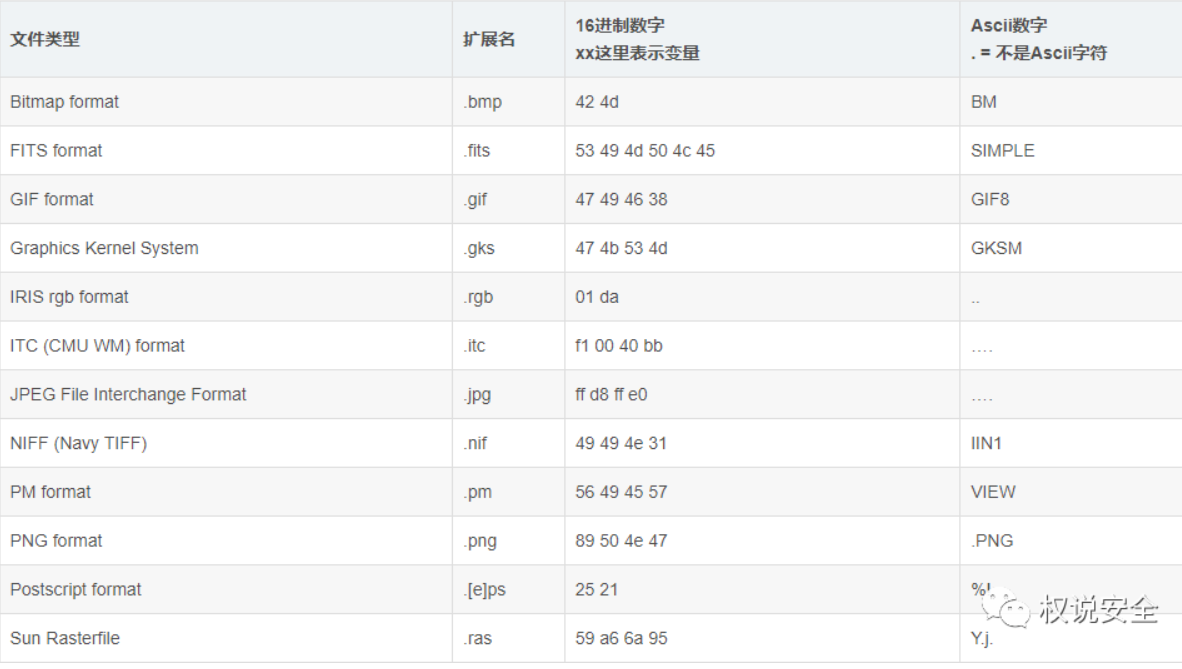 文件类型 扩展名 16进制数字 Ascii数字
xx这里表示变量 . = 不是Ascii字符
Bitmap format .bmp 42 4d BM
FITS format .fits 53 49 4d 50 4c 45 SIMPLE
GIF format .gif 47 49 46 38 GIF8
Graphics Kernel System .gks 47 4b 53 4d GKSM
IRIS rgb format .rgb 01 da ..
ITC (CMU WM) format .itc f1 00 40 bb ....
JPEG File Interchange Format .jpg ff d8 ff e0 ....
NIFF (Navy TIFF) .nif 49 49 4e 31 IIN1
PM format .pm 56 49 45 57 VIEW
PNG format .png 89 50 4e 47 .PNG
Postscript format .[e]ps 25 21 %!
权说安全
Sun Rasterfile .ras 59 a6 6a 95 Y.j.